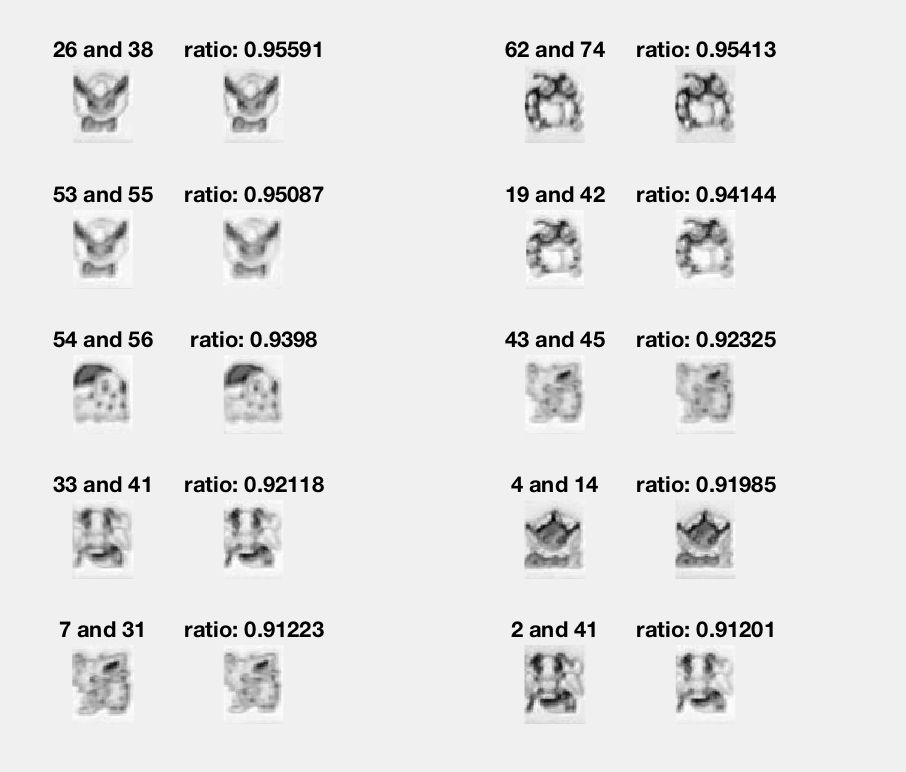 26 and 38 ratio: 0.95591 62 and 74 ratio: 0.95413
53 and 55 ratio: 0.95087 19 and 42 ratio: 0.94144
54 and 56 ratio: 0.9398 43 and 45 ratio: 0.92325
33 and 41 ratio: 0.92118 4 and 14 ratio: 0.91985
7 and 31 ratio: 0.91223 2 and 41 ratio: 0.91201